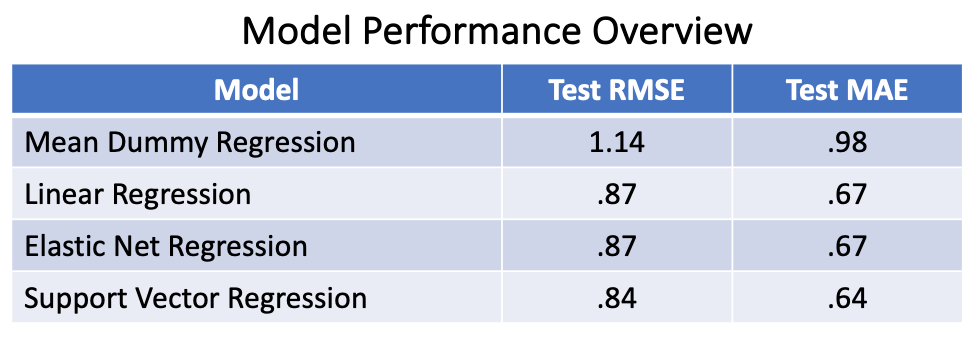 Model Performance Overview
Model Test RMSE Test MAE
Mean Dummy Regression 1.14 .98
Linear Regression .87 .67
Elastic Net Regression .87 .67
Support Vector Regression .84 .64